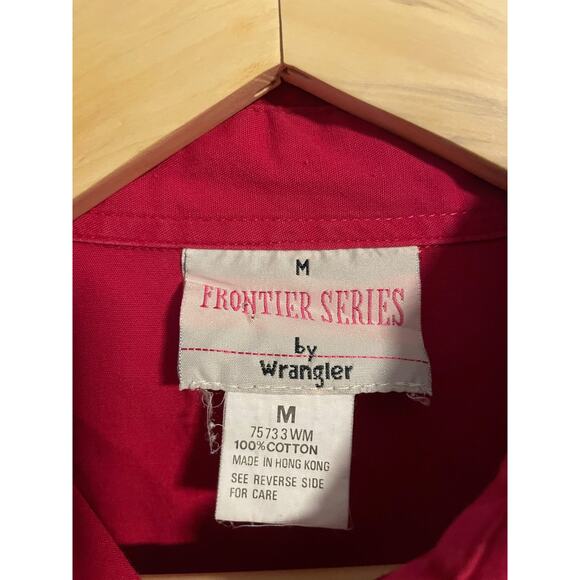 M
FRONTIER SERIES
by
Wrangler
M
75733WM
100% COTTON
MADE IN HONG KONG
SEE REVERSE SIDE
FOR CARE